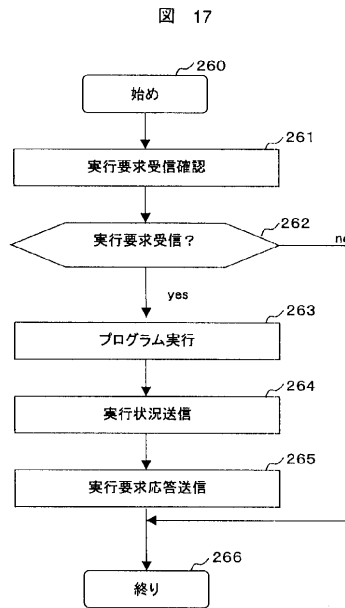 図 17
260
始め
261
実行要求受信確認
262
実行要求受信？
yes
263
プログラム実行
264
実行状況送信
265
実行要求応答送信
266
終り